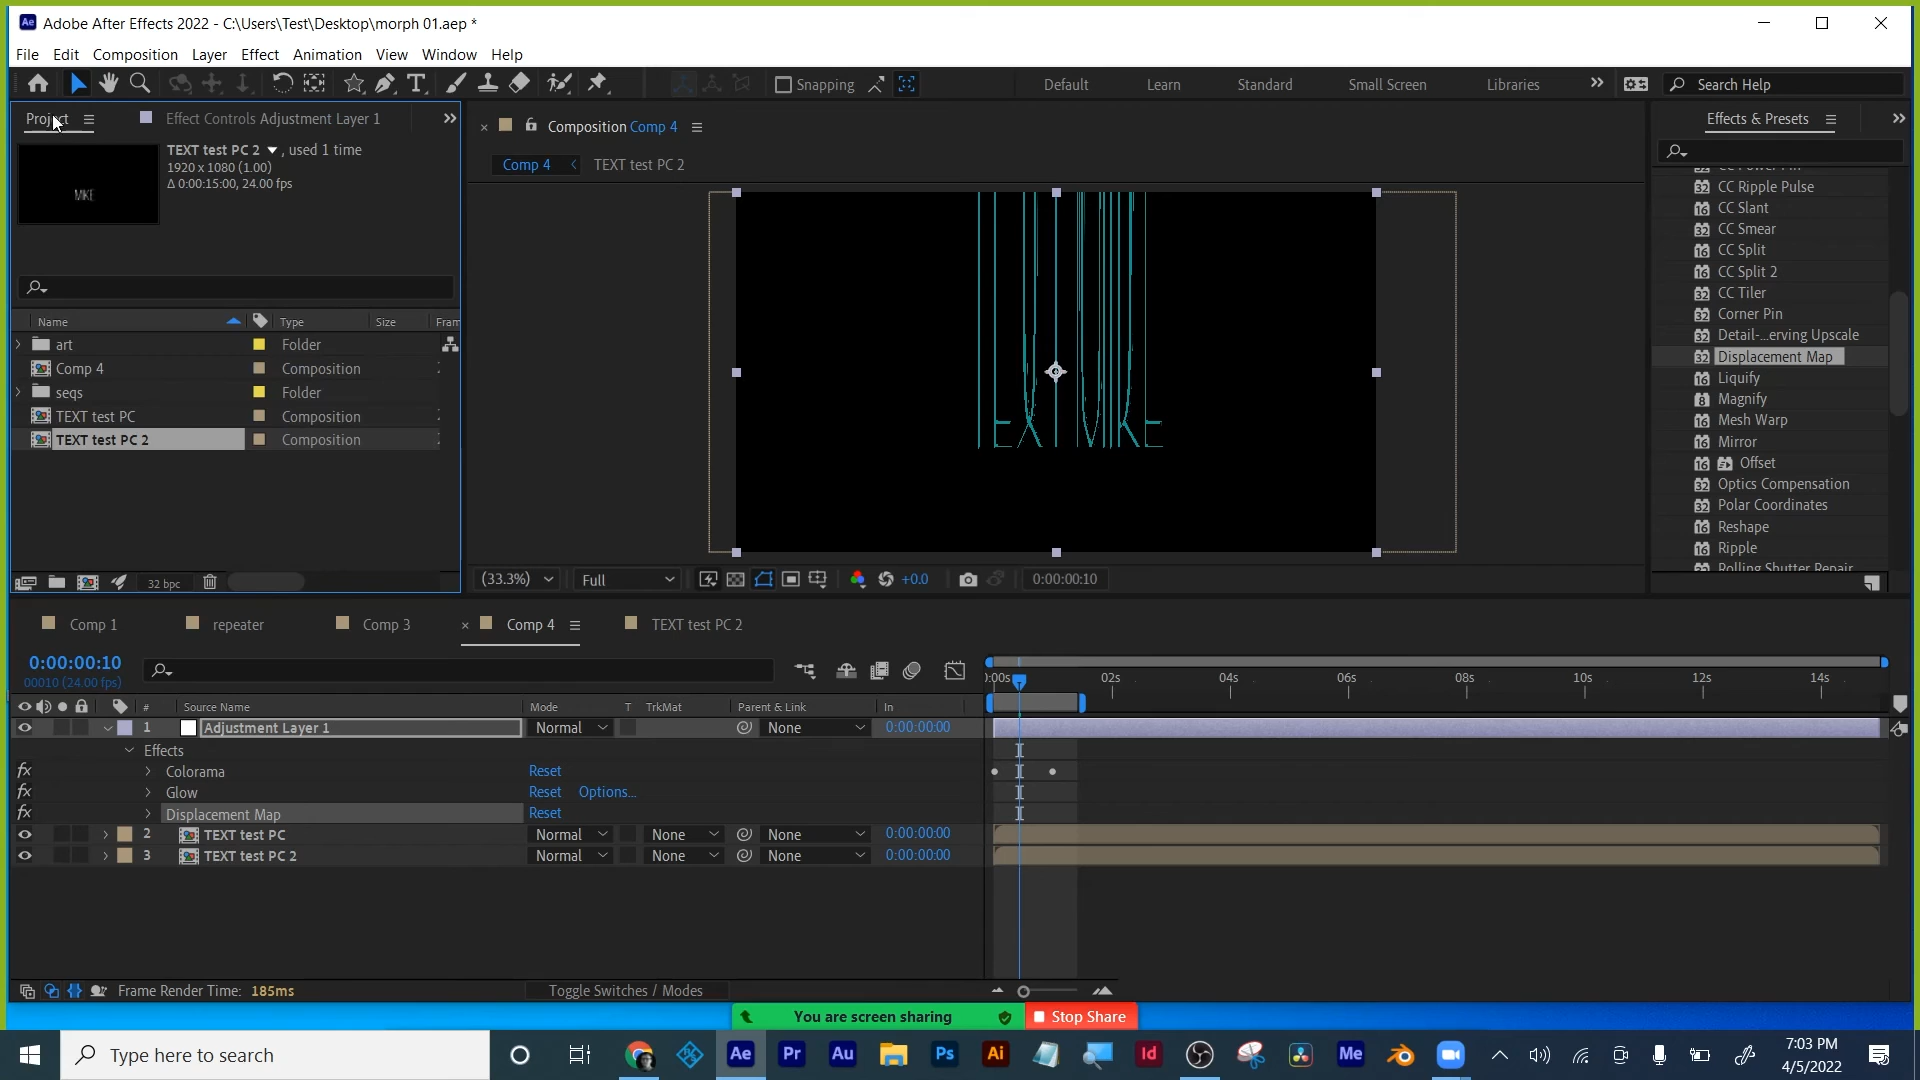 Adobe After Effects 2022 - C:\Users\Test\Desktop\morph 01.aep *
File Edit Composition Layer Effect Animation View Window Help
Snapping Default Learn Standard Small Screen Libraries Search Help
Project Effect Controls Adjustment Layer 1
TEXT test PC 2 , used 1 time
1920 x 1080 (1.00)
Δ 0:00:15:00, 24.00 fps
MIKE
Name Type Size Fram
art Folder
Comp 4 Composition
seqs Folder
TEXT test PC Composition
TEXT test PC 2 Composition
32 bpc
Composition Comp 4
Comp 4 TEXT test PC 2
(33.3%) Full +0.0 0:00:00:10
Effects & Presets
CC Ripple Pulse
CC Slant
CC Smear
CC Split
CC Split 2
CC Tiler
Corner Pin
Detail-...erving Upscale
Displacement Map
Liquify
Magnify
Mesh Warp
Mirror
Offset
Optics Compensation
Polar Coordinates
Reshape
Ripple
Rolling Shutter Repair
Comp 1 repeater Comp 3 Comp 4 TEXT test PC 2
0:00:00:10
00010 (24.00 fps)
):00s 02s 04s 06s 08s 10s 12s 14s
# Source Name Mode T TrkMat Parent & Link In
1 Adjustment Layer 1 Normal None 0:00:00:00
Effects
fx Colorama Reset
fx Glow Reset Options...
fx Displacement Map Reset
2 TEXT test PC Normal None None 0:00:00:00
3 TEXT test PC 2 Normal None None 0:00:00:00
Frame Render Time: 185ms Toggle Switches / Modes
You are screen sharing Stop Share
Type here to search
Ae Pr Au Ps Ai Id Me
7:03 PM
4/5/2022